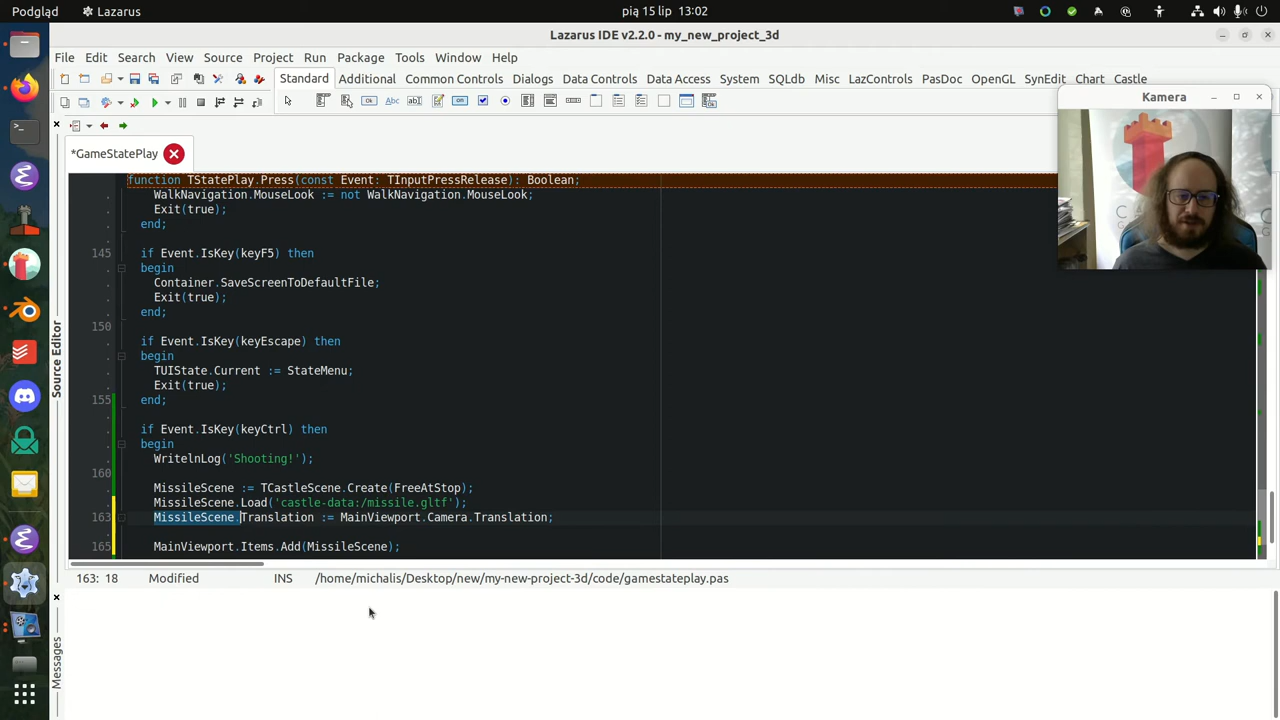 Podgląd
Lazarus
pią 15 lip 13:02
Lazarus IDE v2.2.0 - my_new_project_3d
File Edit Search View Source Project Run Package Tools Window Help
Standard Additional Common Controls Dialogs Data Controls Data Access System SQLdb Misc LazControls PasDoc OpenGL SynEdit Chart Castle
Kamera
*GameStatePlay
function TStatePlay.Press(const Event: TInputPressRelease): Boolean;
WalkNavigation.MouseLook := not WalkNavigation.MouseLook;
Exit(true);
end;
145 if Event.IsKey(keyF5) then
begin
Container.SaveScreenToDefaultFile;
Exit(true);
end;
150
if Event.IsKey(keyEscape) then
begin
TUIState.Current := StateMenu;
Exit(true);
155 end;
if Event.IsKey(keyCtrl) then
begin
WritelnLog('Shooting!');
160
MissileScene := TCastleScene.Create(FreeAtStop);
MissileScene.Load('castle-data:/missile.gltf');
163 MissileScene.Translation := MainViewport.Camera.Translation;
165 MainViewport.Items.Add(MissileScene);
163: 18 Modified INS /home/michalis/Desktop/new/my-new-project-3d/code/gamestateplay.pas
Source Editor
Messages